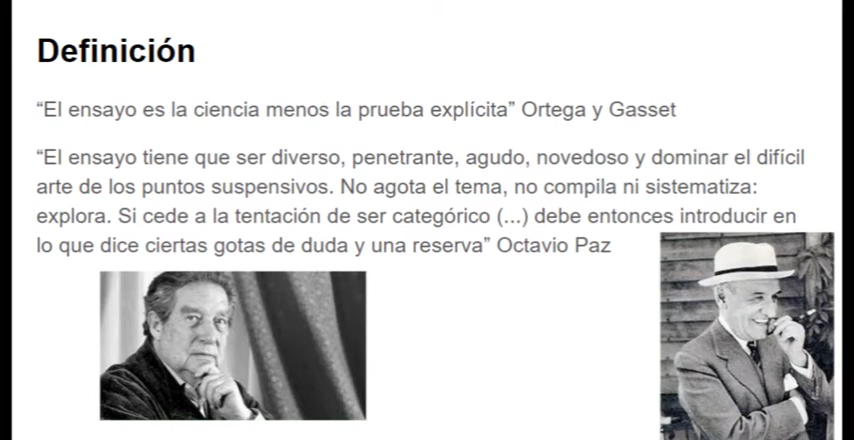 Definición
“El ensayo es la ciencia menos la prueba explícita” Ortega y Gasset
“El ensayo tiene que ser diverso, penetrante, agudo, novedoso y dominar el difícil
arte de los puntos suspensivos. No agota el tema, no compila ni sistematiza:
explora. Si cede a la tentación de ser categórico (...) debe entonces introducir en
lo que dice ciertas gotas de duda y una reserva” Octavio Paz